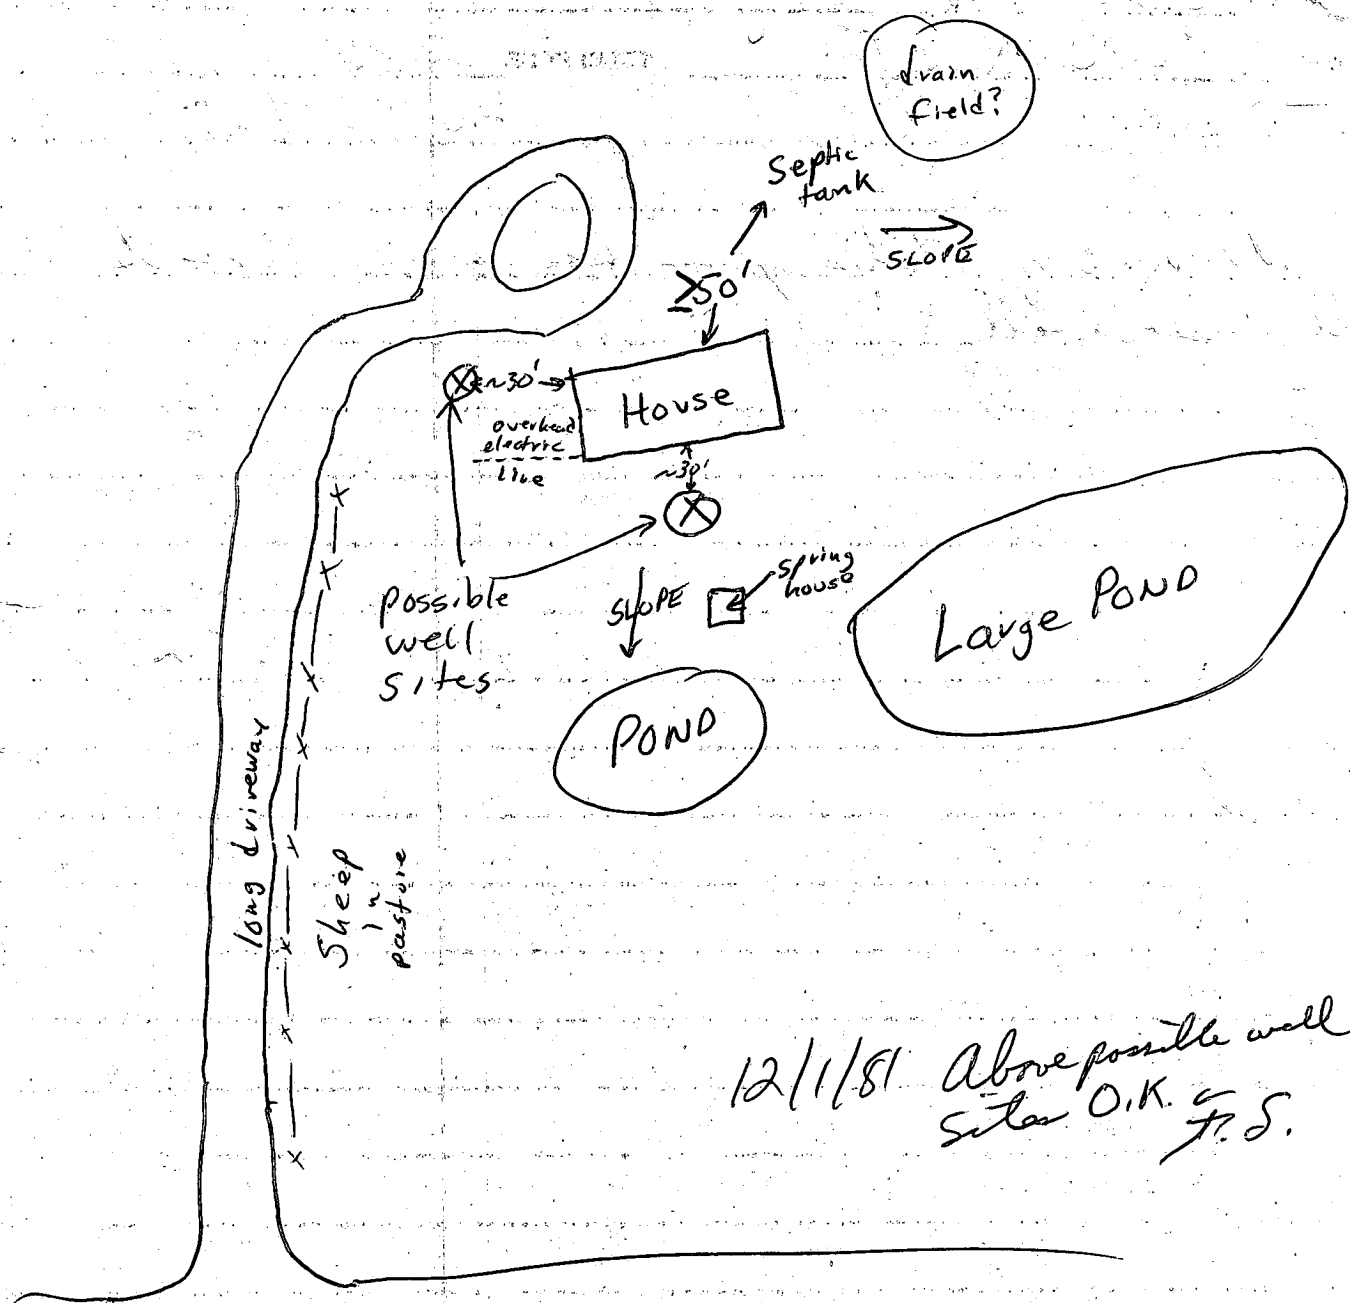 drain
field?
Septic
tank
SLOPE
≥50'
~30'
House
overhead
electric
line
~30'
spring
house
possible
well
sites
SLOPE
Large POND
POND
long driveway
Sheep
in
pasture
12/1/81 Above possible well
sites O.K.
F.S.